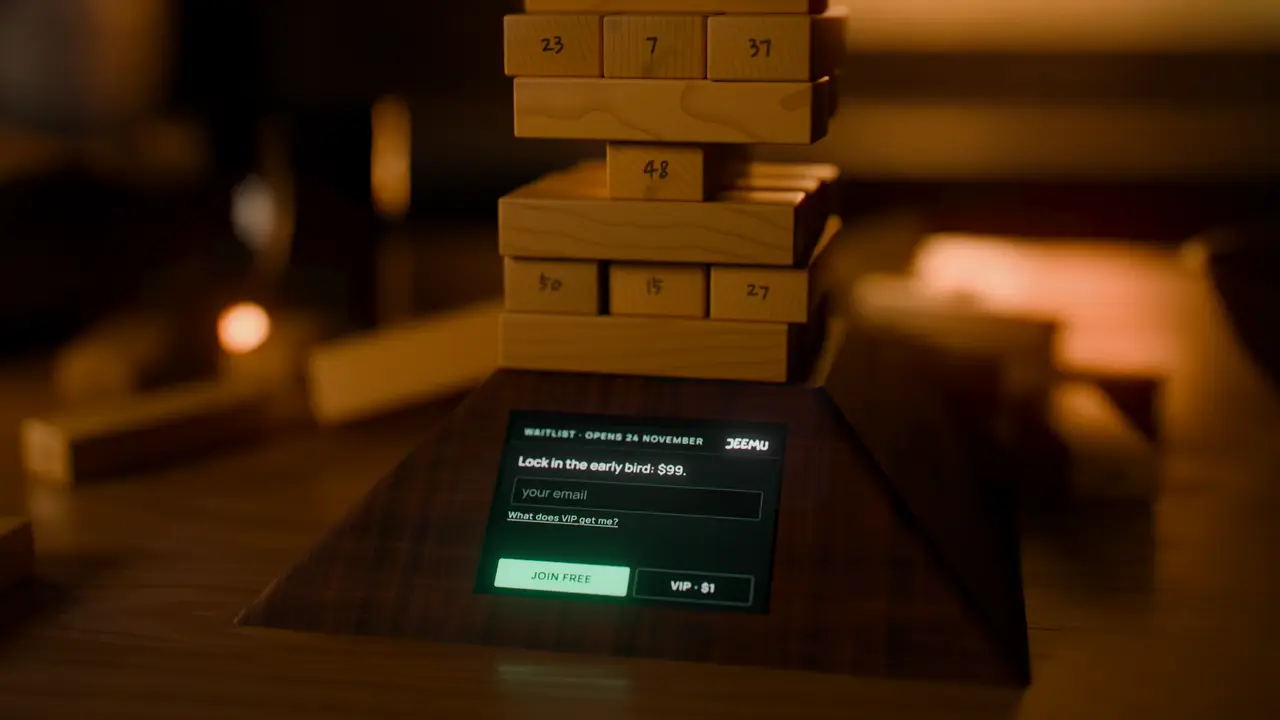 23 7 37
48
50 15 27
WAITLIST · OPENS 24 NOVEMBER JEEMU
Lock in the early bird: $99.
your email
What does VIP get me?
JOIN FREE VIP · $1